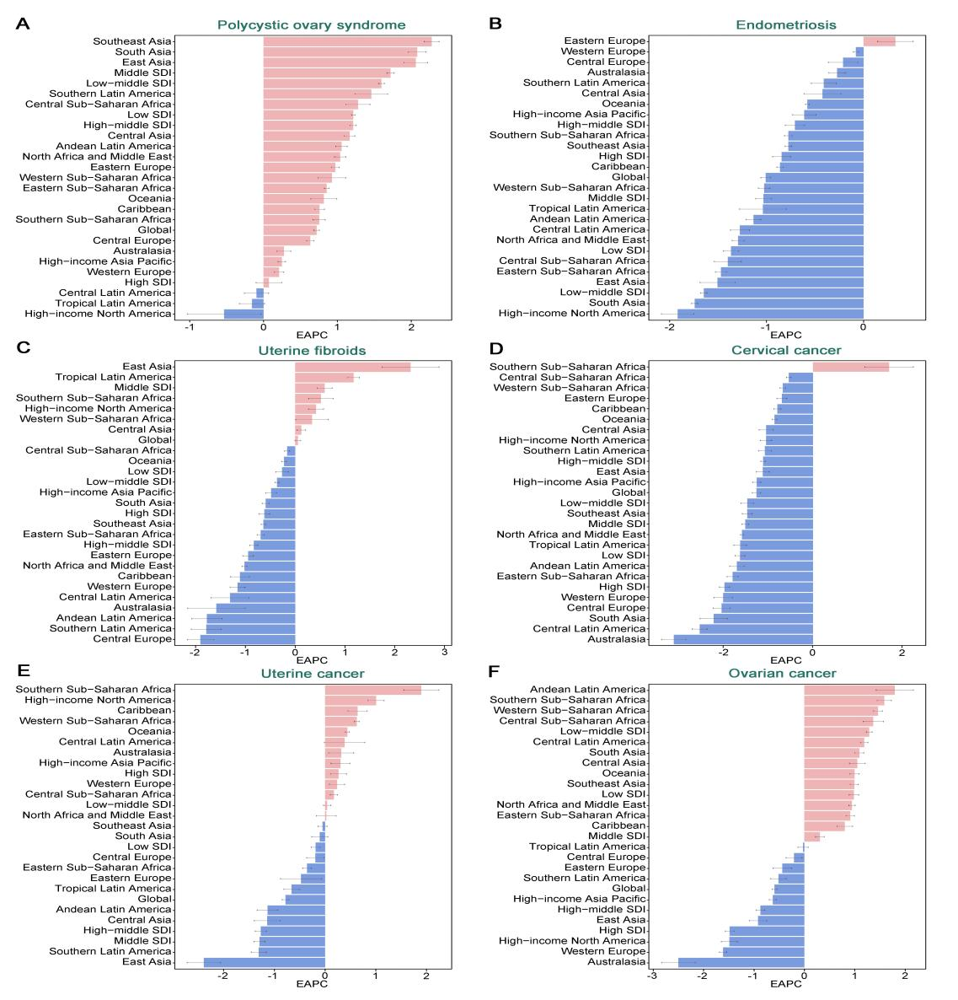 A
Polycystic ovary syndrome
Southeast Asia
South Asia
East Asia
Middle SDI
Low−middle SDI
Southern Latin America
Central Sub−Saharan Africa
Low SDI
High−middle SDI
Central Asia
Andean Latin America
North Africa and Middle East
Eastern Europe
Western Sub−Saharan Africa
Eastern Sub−Saharan Africa
Oceania
Caribbean
Southern Sub−Saharan Africa
Global
Central Europe
Australasia
High−income Asia Pacific
Western Europe
High SDI
Central Latin America
Tropical Latin America
High−income North America
-1 0 1 2
EAPC
B
Endometriosis
Eastern Europe
Western Europe
Central Europe
Australasia
Southern Latin America
Central Asia
Oceania
High−income Asia Pacific
High−middle SDI
Southern Sub−Saharan Africa
Southeast Asia
High SDI
Caribbean
Global
Western Sub−Saharan Africa
Middle SDI
Tropical Latin America
Andean Latin America
Central Latin America
North Africa and Middle East
Low SDI
Central Sub−Saharan Africa
Eastern Sub−Saharan Africa
East Asia
Low−middle SDI
South Asia
High−income North America
-2 -1 0
EAPC
C
Uterine fibroids
East Asia
Tropical Latin America
Middle SDI
Southern Sub−Saharan Africa
High−income North America
Western Sub−Saharan Africa
Central Asia
Global
Central Sub−Saharan Africa
Oceania
Low SDI
Low−middle SDI
High−income Asia Pacific
South Asia
High SDI
Southeast Asia
Eastern Sub−Saharan Africa
High−middle SDI
Eastern Europe
North Africa and Middle East
Caribbean
Western Europe
Central Latin America
Australasia
Andean Latin America
Southern Latin America
Central Europe
-2 -1 0 1 2 3
EAPC
D
Cervical cancer
Southern Sub−Saharan Africa
Central Sub−Saharan Africa
Western Sub−Saharan Africa
Eastern Europe
Caribbean
Oceania
Central Asia
High−income North America
Southern Latin America
High−middle SDI
East Asia
High−income Asia Pacific
Global
Low−middle SDI
Southeast Asia
Middle SDI
North Africa and Middle East
Tropical Latin America
Low SDI
Andean Latin America
Eastern Sub−Saharan Africa
High SDI
Western Europe
Central Europe
South Asia
Central Latin America
Australasia
-2 0 2
EAPC
E
Uterine cancer
Southern Sub−Saharan Africa
High−income North America
Caribbean
Western Sub−Saharan Africa
Oceania
Central Latin America
Australasia
High−income Asia Pacific
High SDI
Western Europe
Central Sub−Saharan Africa
Low−middle SDI
North Africa and Middle East
Southeast Asia
South Asia
Low SDI
Central Europe
Eastern Sub−Saharan Africa
Eastern Europe
Tropical Latin America
Global
Andean Latin America
Central Asia
High−middle SDI
Middle SDI
Southern Latin America
East Asia
-2 -1 0 1 2
EAPC
F
Ovarian cancer
Andean Latin America
Southern Sub−Saharan Africa
Western Sub−Saharan Africa
Central Sub−Saharan Africa
Low−middle SDI
Central Latin America
South Asia
Central Asia
Oceania
Southeast Asia
Low SDI
North Africa and Middle East
Eastern Sub−Saharan Africa
Caribbean
Middle SDI
Tropical Latin America
Central Europe
Eastern Europe
Southern Latin America
Global
High−income Asia Pacific
High−middle SDI
East Asia
High SDI
High−income North America
Western Europe
Australasia
-3 -2 -1 0 1 2
EAPC